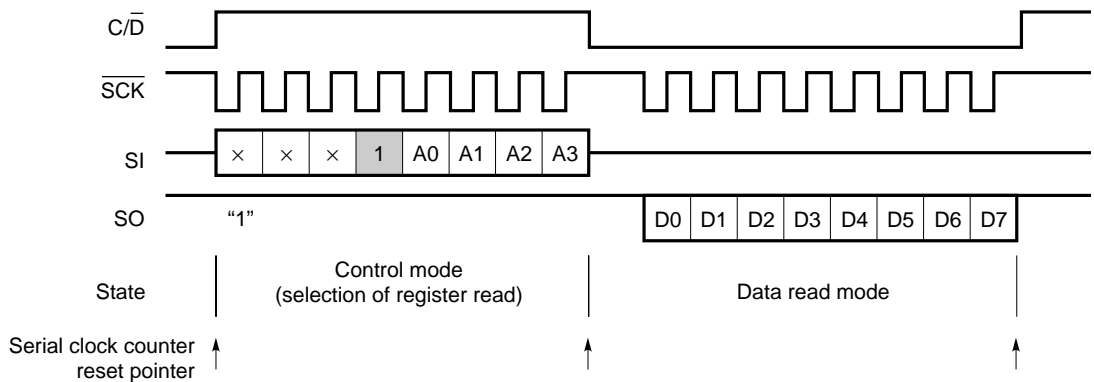 C/D̅
S̅C̅K̅
SI × × × 1 A0 A1 A2 A3
SO “1” D0 D1 D2 D3 D4 D5 D6 D7
State
Control mode
(selection of register read)
Data read mode
Serial clock counter
reset pointer